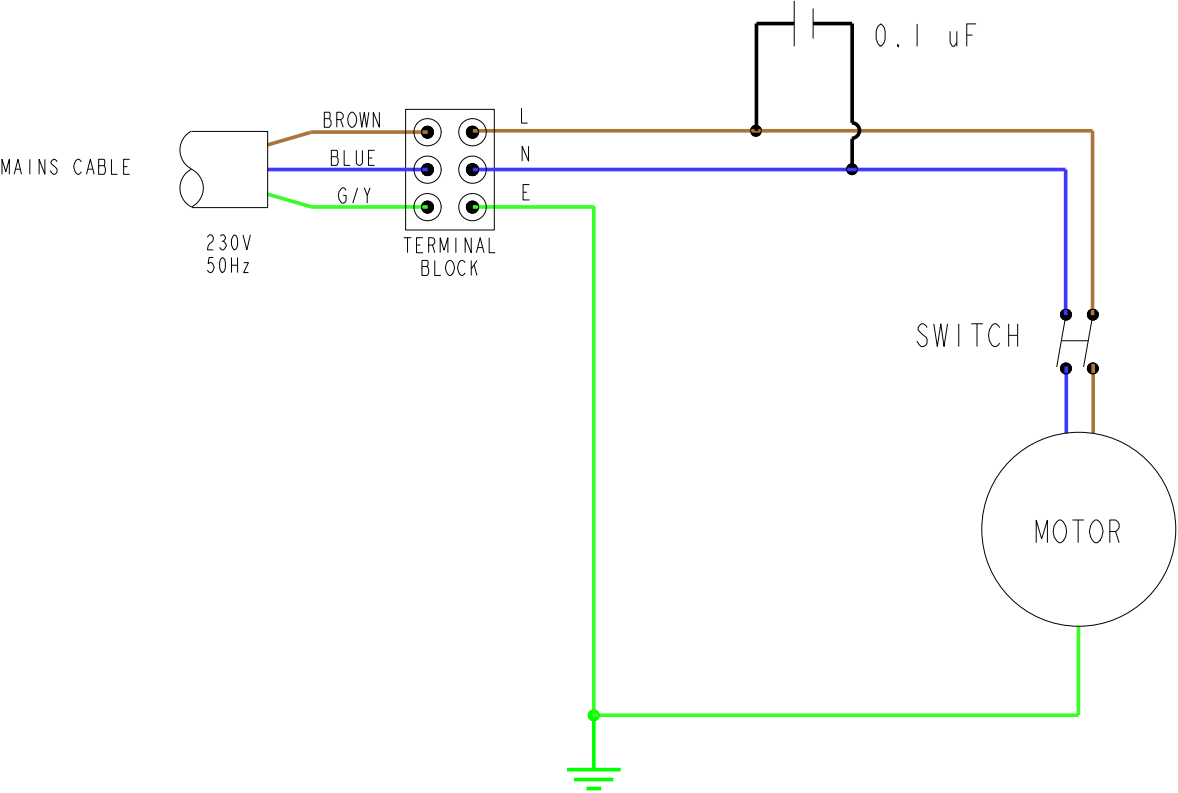 0.1 uF
BROWN
L
MAINS CABLE
BLUE
N
G/Y
E
230V
50Hz
TERMINAL
BLOCK
SWITCH
MOTOR